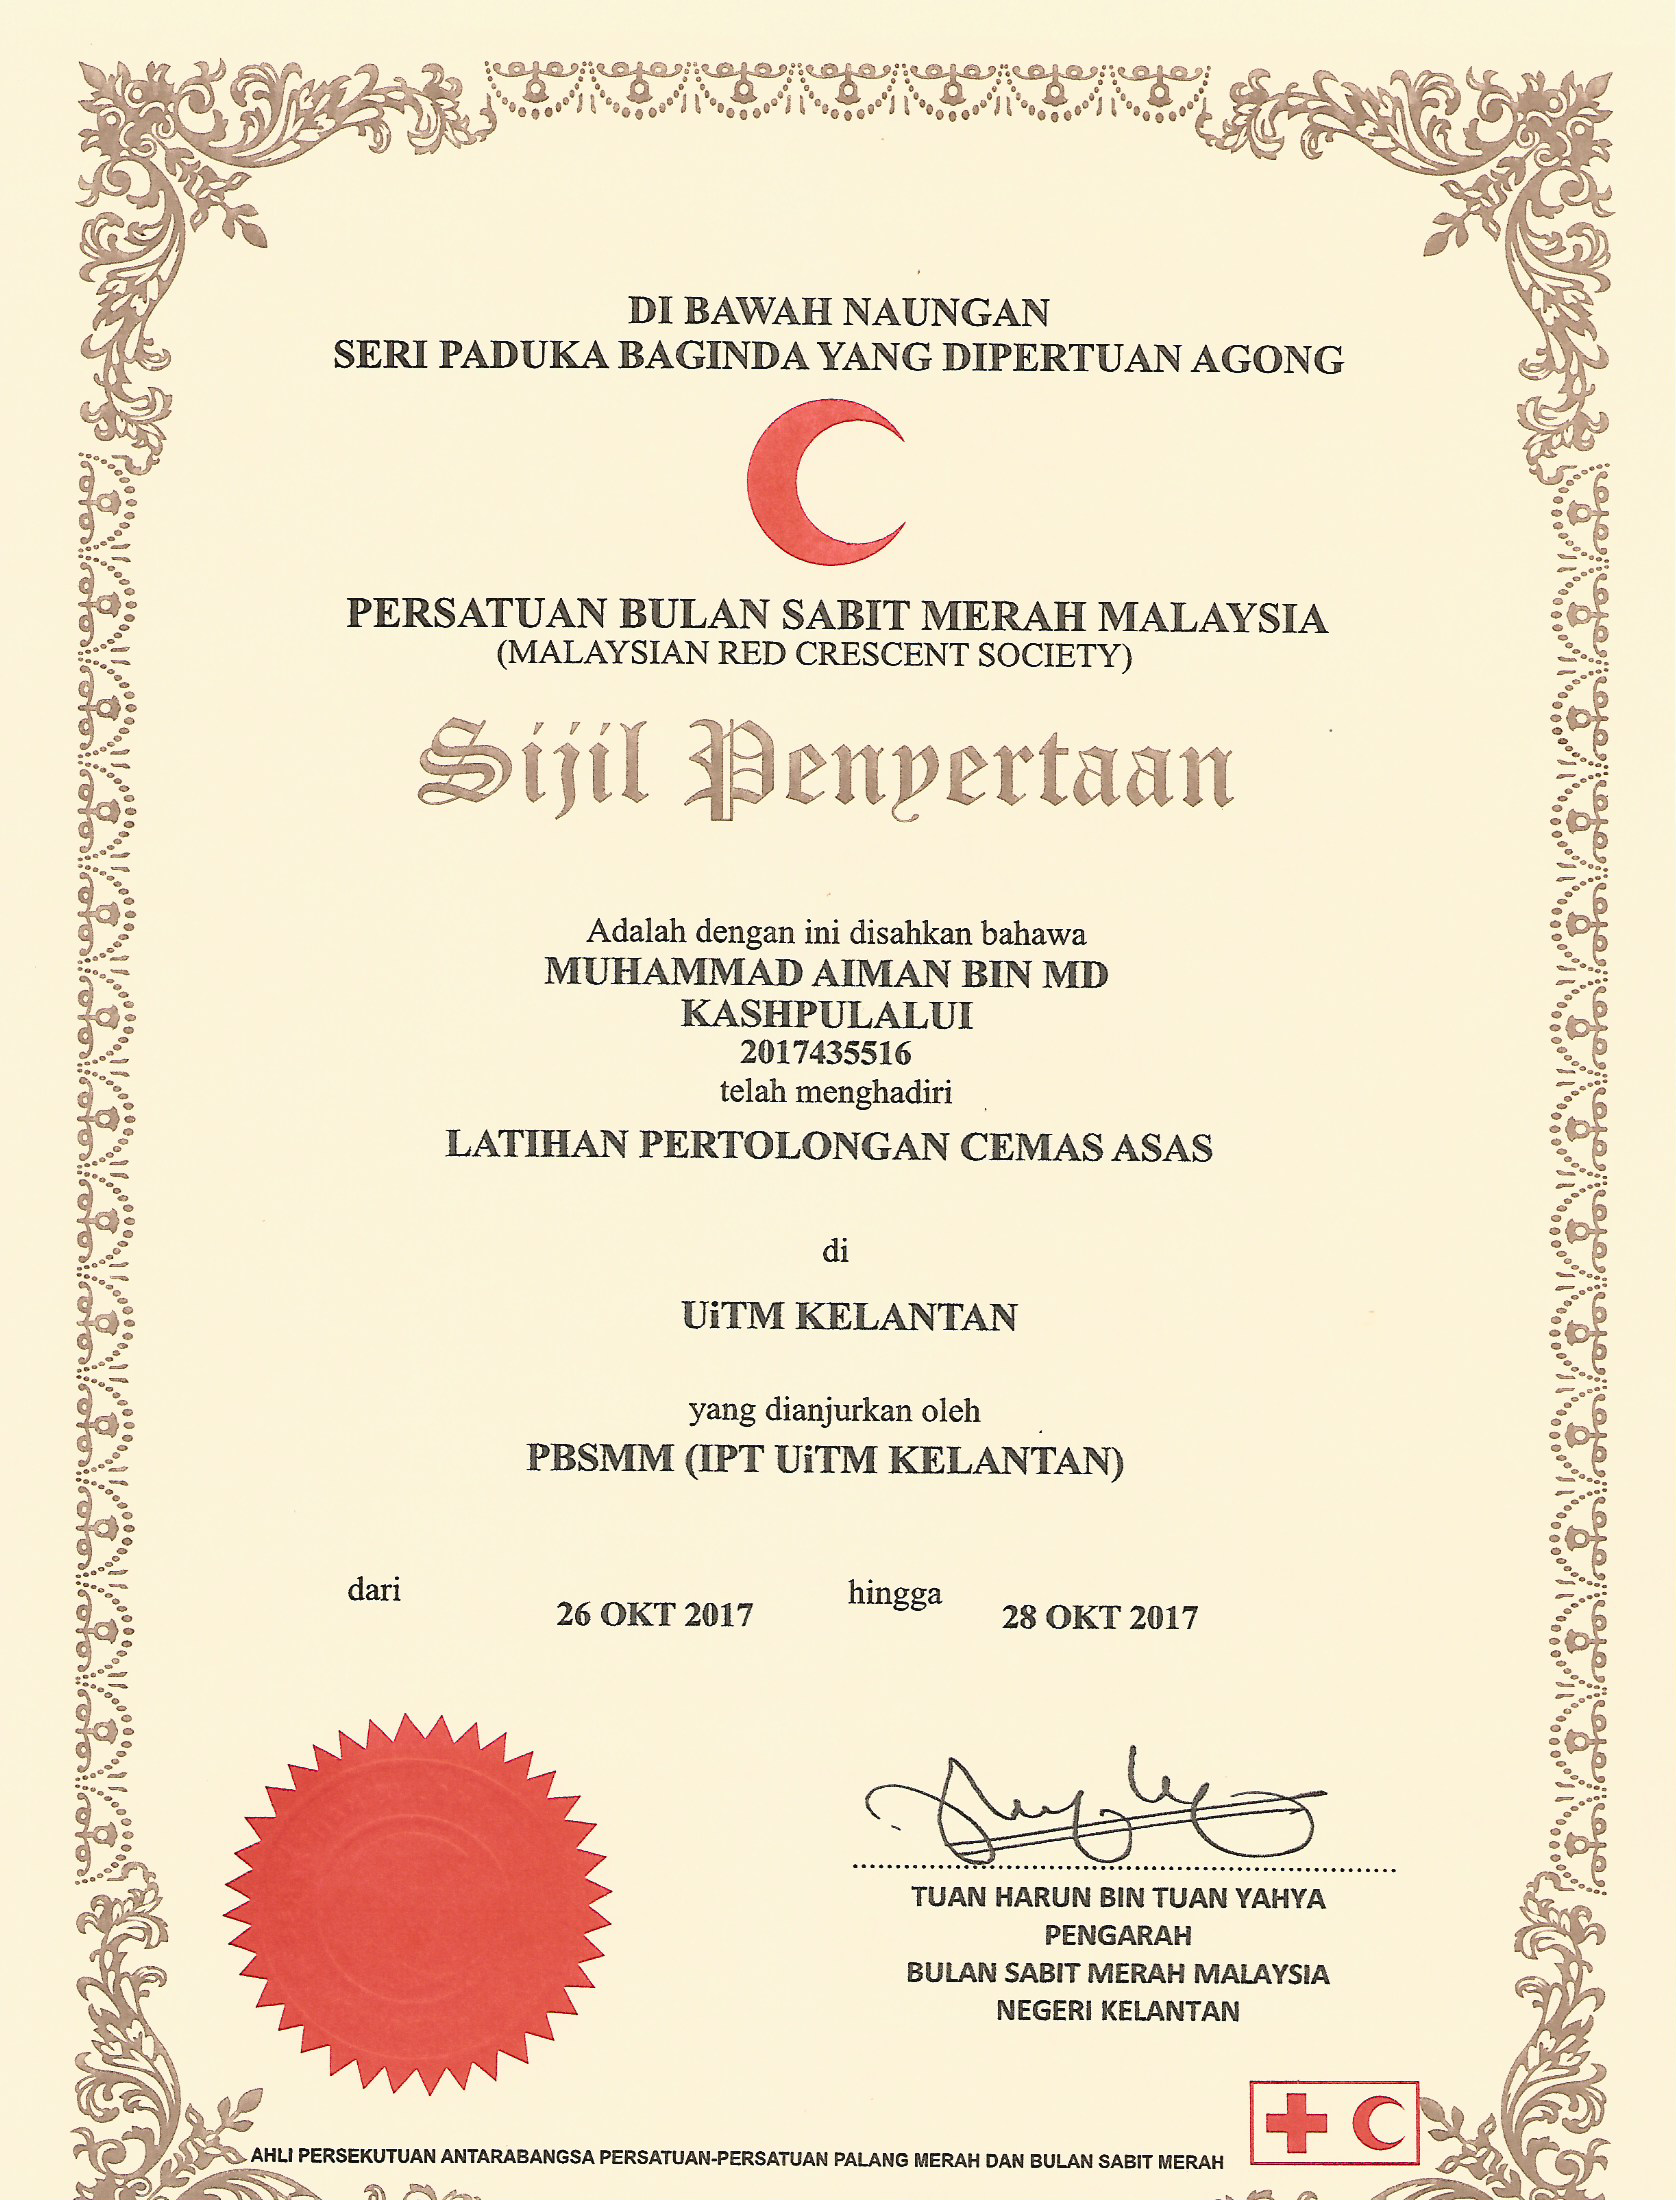 DI BAWAH NAUNGAN
SERI PADUKA BAGINDA YANG DIPERTUAN AGONG
PERSATUAN BULAN SABIT MERAH MALAYSIA
(MALAYSIAN RED CRESCENT SOCIETY)
Sijil Penyertaan
Adalah dengan ini disahkan bahawa
MUHAMMAD AIMAN BIN MD
KASHPULALUI
2017435516
telah menghadiri
LATIHAN PERTOLONGAN CEMAS ASAS
di
UiTM KELANTAN
yang dianjurkan oleh
PBSMM (IPT UiTM KELANTAN)
dari 26 OKT 2017 hingga 28 OKT 2017
TUAN HARUN BIN TUAN YAHYA
PENGARAH
BULAN SABIT MERAH MALAYSIA
NEGERI KELANTAN
AHLI PERSEKUTUAN ANTARABANGSA PERSATUAN-PERSATUAN PALANG MERAH DAN BULAN SABIT MERAH